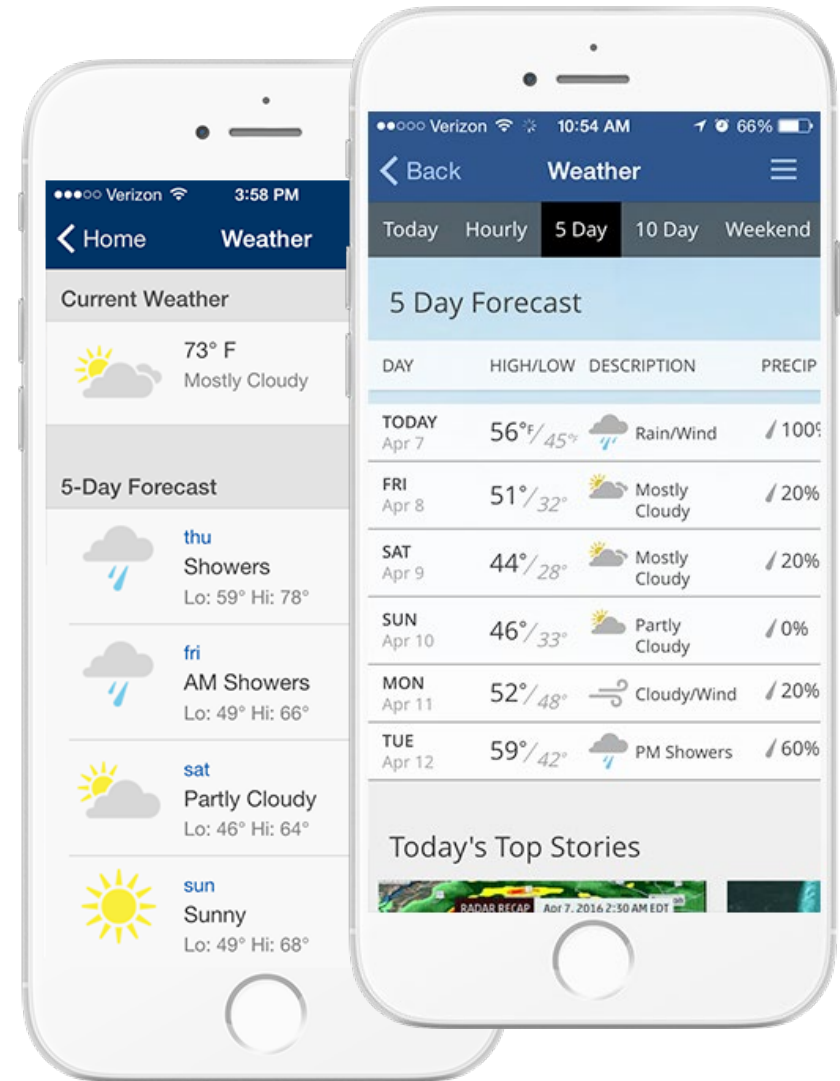 Verizon 3:58 PM
Home Weather
Current Weather
73° F
Mostly Cloudy
5-Day Forecast
thu
Showers
Lo: 59° Hi: 78°
fri
AM Showers
Lo: 49° Hi: 66°
sat
Partly Cloudy
Lo: 46° Hi: 64°
sun
Sunny
Lo: 49° Hi: 68°
Verizon 10:54 AM 66%
Back Weather
Today Hourly 5 Day 10 Day Weekend
5 Day Forecast
DAY HIGH/LOW DESCRIPTION PRECIP
TODAY
Apr 7
56°F/45°F Rain/Wind 100%
FRI
Apr 8
51°/32° Mostly
Cloudy
20%
SAT
Apr 9
44°/28° Mostly
Cloudy
20%
SUN
Apr 10
46°/33° Partly
Cloudy
0%
MON
Apr 11
52°/48° Cloudy/Wind 20%
TUE
Apr 12
59°/42° PM Showers 60%
Today's Top Stories
RADAR RECAP Apr 7, 2016 2:30 AM EDT